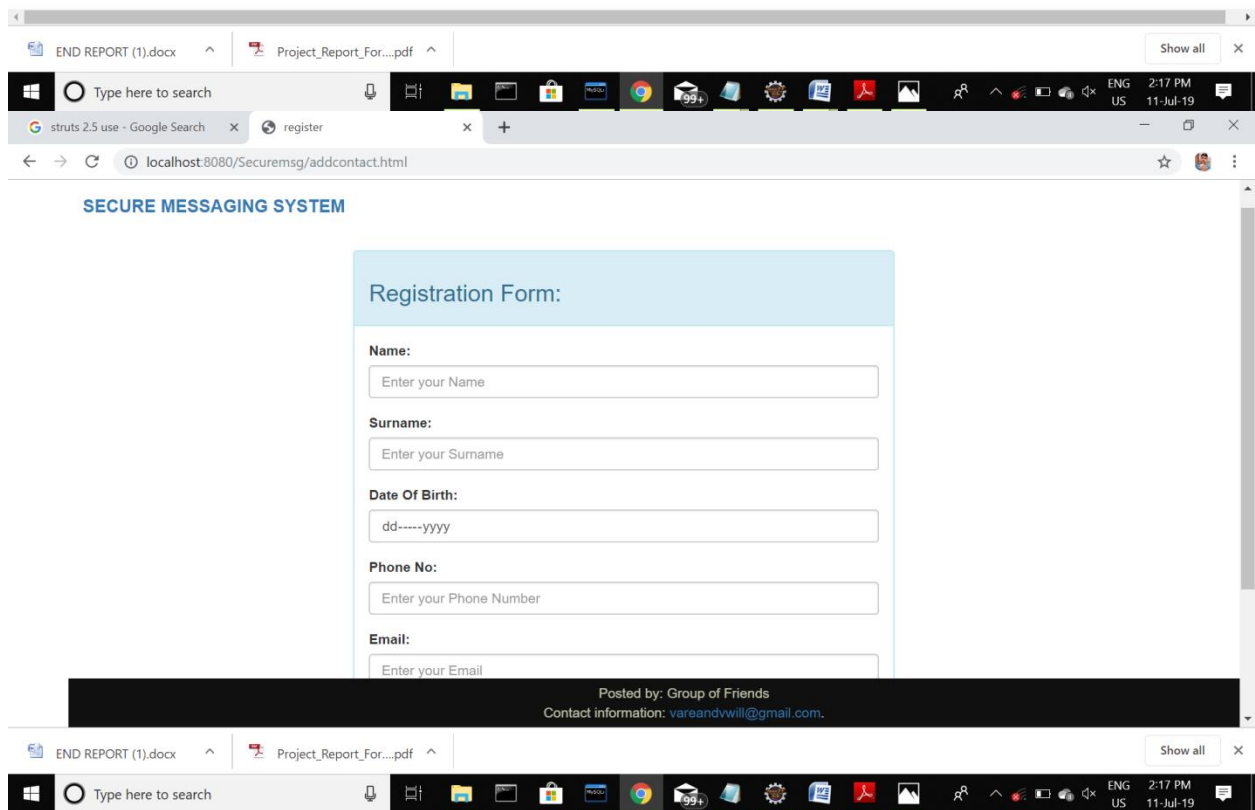 END REPORT (1).docx
Project_Report_For....pdf
Show all
Type here to search
99+
ENG
2:17 PM
US
11-Jul-19
struts 2.5 use - Google Search
register
localhost:8080/Securemsg/addcontact.html
SECURE MESSAGING SYSTEM
Registration Form:
Name:
Enter your Name
Surname:
Enter your Surname
Date Of Birth:
dd-----yyyy
Phone No:
Enter your Phone Number
Email:
Enter your Email
Posted by: Group of Friends
Contact information: vareandvwill@gmail.com.
END REPORT (1).docx
Project_Report_For....pdf
Show all
Type here to search
99+
ENG
2:17 PM
US
11-Jul-19